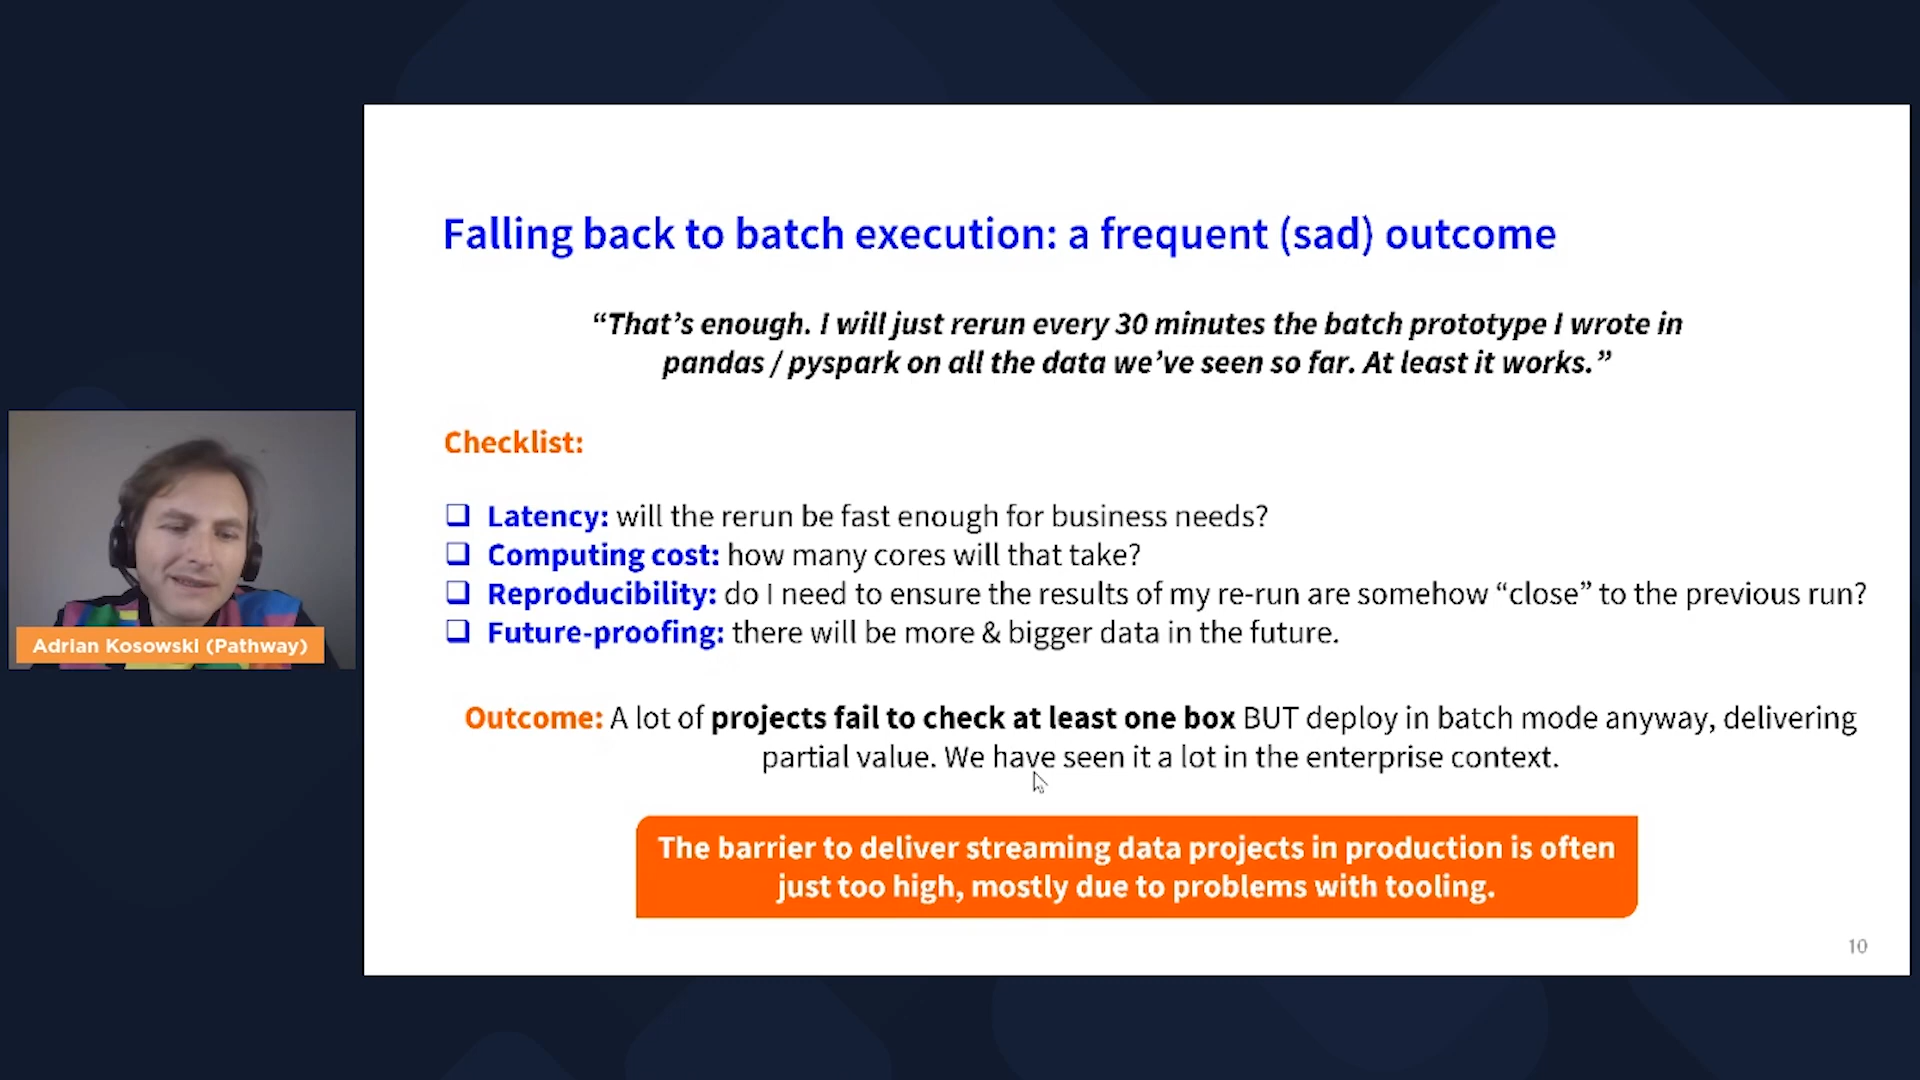 Falling back to batch execution: a frequent (sad) outcome
“That’s enough. I will just rerun every 30 minutes the batch prototype I wrote in
pandas / pyspark on all the data we’ve seen so far. At least it works.”
Checklist:
❑ Latency: will the rerun be fast enough for business needs?
❑ Computing cost: how many cores will that take?
❑ Reproducibility: do I need to ensure the results of my re-run are somehow “close” to the previous run?
❑ Future-proofing: there will be more & bigger data in the future.
Outcome: A lot of projects fail to check at least one box BUT deploy in batch mode anyway, delivering
partial value. We have seen it a lot in the enterprise context.
The barrier to deliver streaming data projects in production is often
just too high, mostly due to problems with tooling.
10
Adrian Kosowski (Pathway)